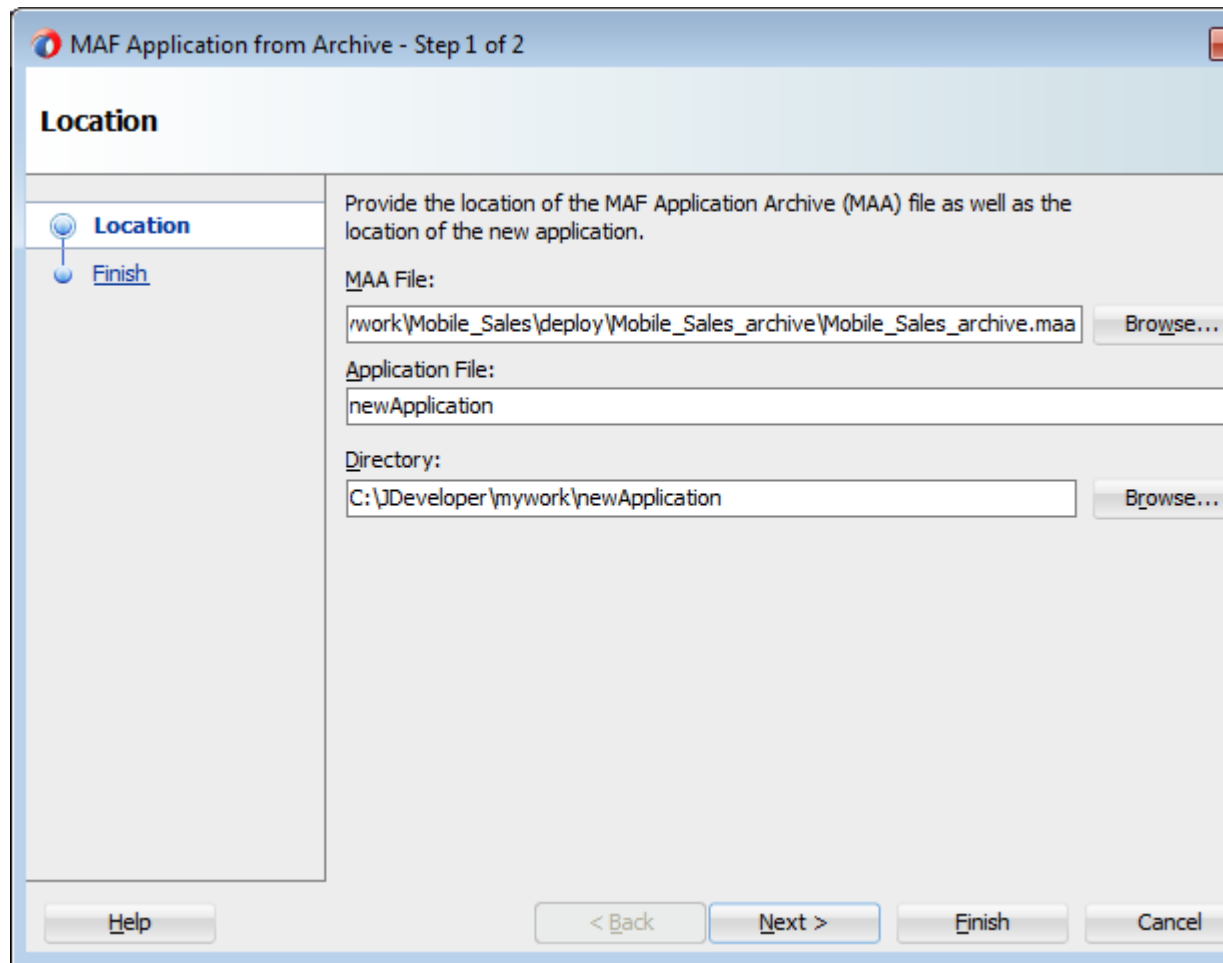 MAF Application from Archive - Step 1 of 2
Location
Location
Finish
Provide the location of the MAF Application Archive (MAA) file as well as the
location of the new application.
MAA File:
work\Mobile_Sales\deploy\Mobile_Sales_archive\Mobile_Sales_archive.maa
Browse...
Application File:
newApplication
Directory:
C:\JDeveloper\mywork\newApplication
Browse...
Help
< Back
Next >
Finish
Cancel